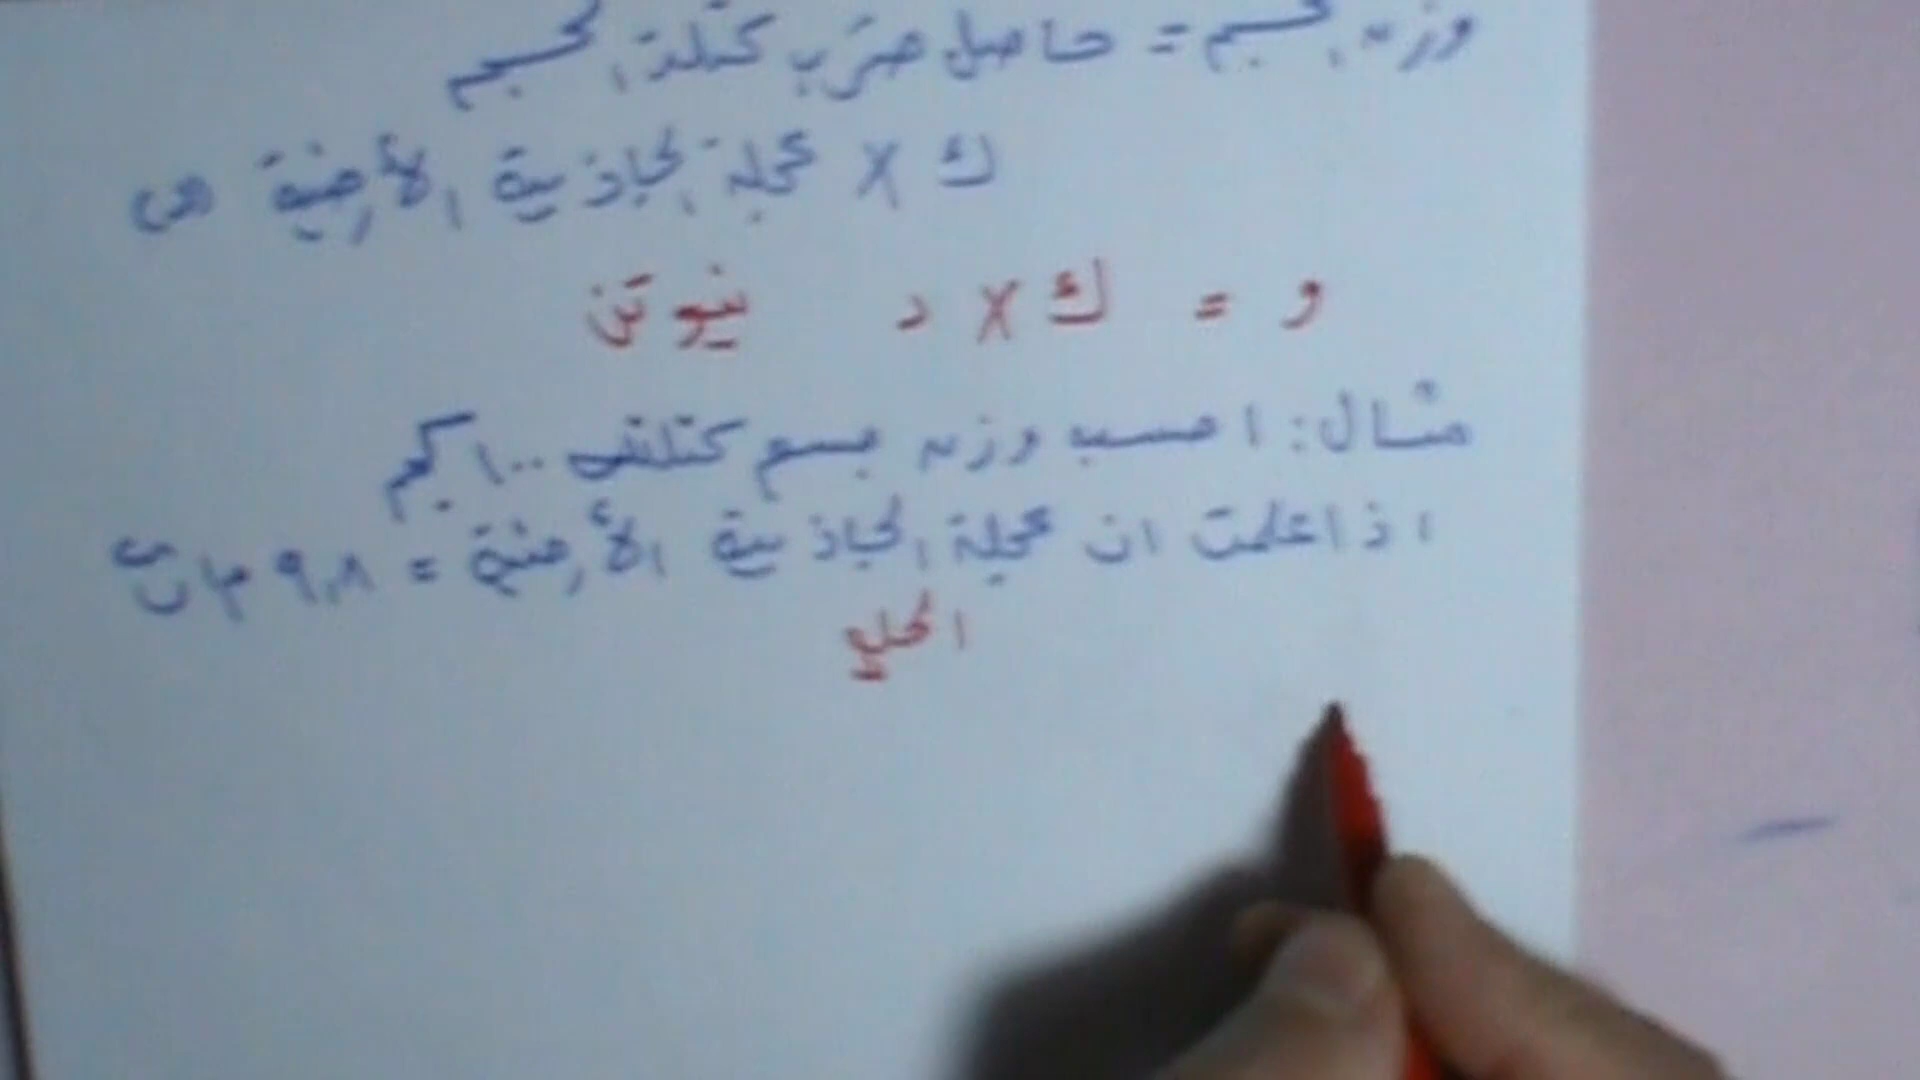 وزن الجسم = حاصل ضرب كتلة الجسم
ك X عجلة الجاذبية الأرضية (د)
و = ك X د نيوتن
مثال: احسب وزن جسم كتلته ١٠٠ كجم
اذا علمت ان عجلة الجاذبية الأرضية = ٩,٨ م/ث٢
الحل